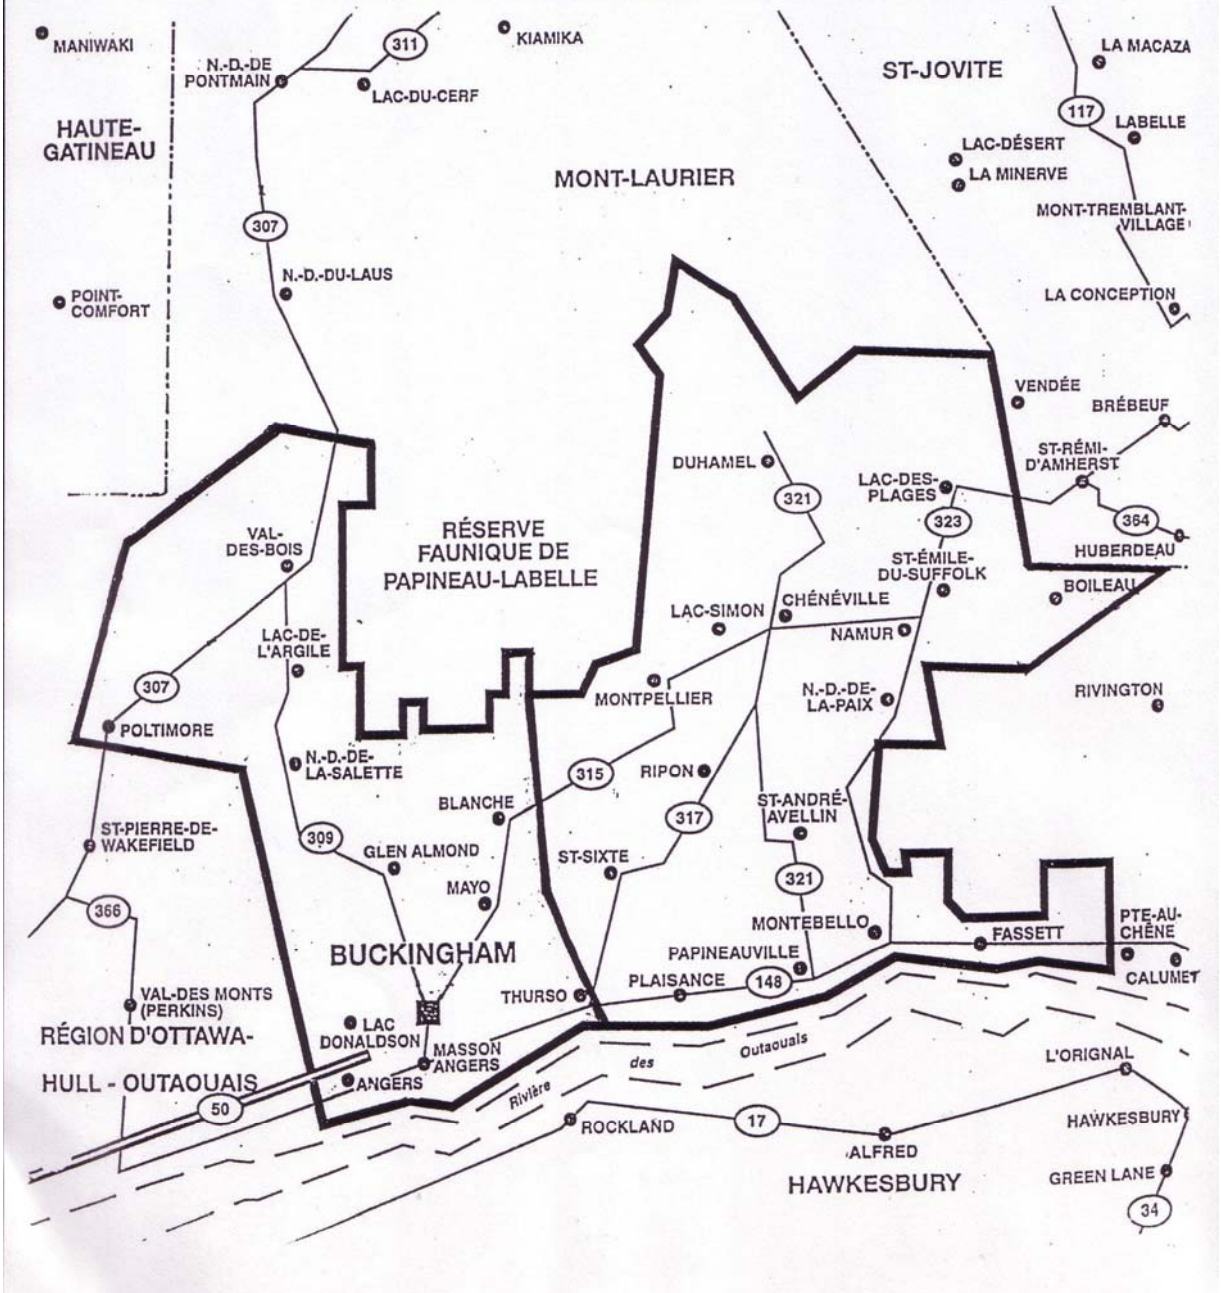 MANIWAKI
N.-D.-DE
PONTMAIN
311
LAC-DU-CERF
KIAMIKA
LA MACAZA
ST-JOVITE
117
LABELLE
HAUTE-
GATINEAU
LAC-DÉSERT
LA MINERVE
MONT-LAURIER
MONT-TREMBLANT-
VILLAGE
307
N.-D.-DU-LAUS
POINT-
COMFORT
LA CONCEPTION
VENDÉE
BRÉBEUF
ST-RÉMI-
D'AMHERST
DUHAMEL
321
LAC-DES-
PLAGES
323
364
HUBERDEAU
RÉSERVE
FAUNIQUE DE
PAPINEAU-LABELLE
VAL-
DES-BOIS
ST-ÉMILE-
DU-SUFFOLK
BOILEAU
LAC-SIMON
CHÉNÉVILLE
NAMUR
LAC-DE-
L'ARGILE
307
MONTPELLIER
N.-D.-DE-
LA-PAIX
RIVINGTON
POLTIMORE
N.-D.-DE-
LA-SALETTE
315
RIPON
BLANCHE
ST-ANDRÉ-
AVELLIN
317
ST-PIERRE-DE-
WAKEFIELD
309
GLEN ALMOND
ST-SIXTE
321
MAYO
366
MONTEBELLO
PTE-AU-
CHÊNE
FASSETT
BUCKINGHAM
PAPINEAUVILLE
CALUMET
THURSO
PLAISANCE
148
VAL-DES MONTS
(PERKINS)
LAC
DONALDSON
RÉGION D'OTTAWA-
MASSON
ANGERS
HULL - OUTAOUAIS
ANGERS
50
Rivière
des
Outaouais
L'ORIGNAL
ROCKLAND
17
HAWKESBURY
ALFRED
HAWKESBURY
GREEN LANE
34